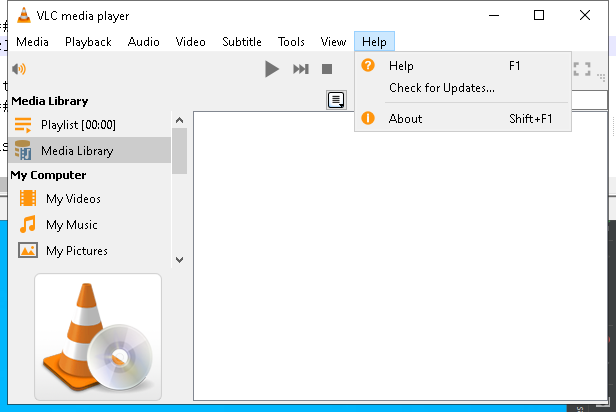 VLC media player
Media Playback Audio Video Subtitle Tools View Help
Help F1
Check for Updates...
About Shift+F1
Media Library
Playlist [00:00]
Media Library
My Computer
My Videos
My Music
My Pictures